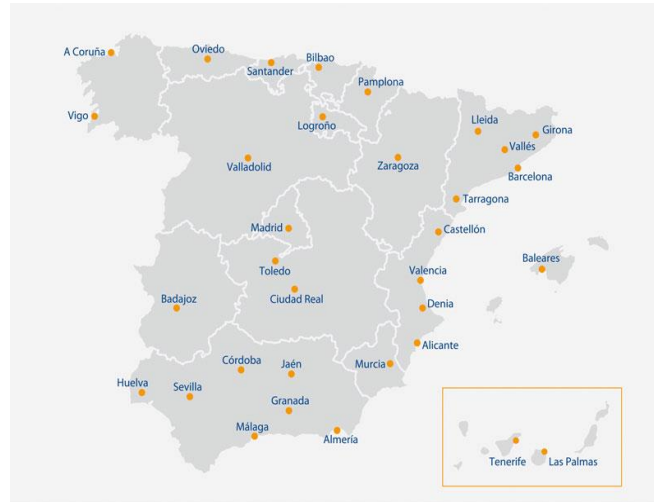 Oviedo
A Coruña
Bilbao
Santander
Pamplona
Vigo
Logroño
Lleida
Girona
Vallés
Valladolid
Zaragoza
Barcelona
Tarragona
Madrid
Castellón
Baleares
Toledo
Valencia
Badajoz
Ciudad Real
Denia
Alicante
Córdoba
Jaén
Murcia
Huelva
Sevilla
Granada
Málaga
Almería
Tenerife
Las Palmas